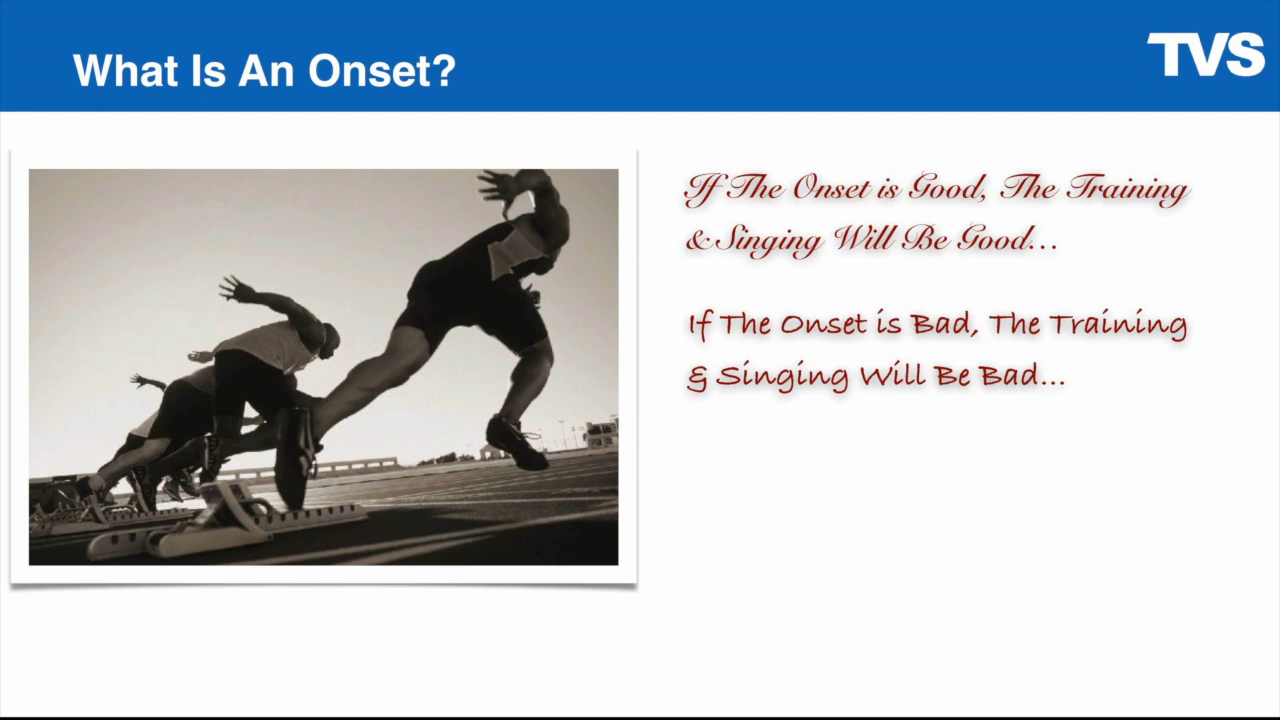 What Is An Onset?
TVS
If The Onset is Good, The Training
& Singing Will Be Good...
If The Onset is Bad, The Training
& Singing Will Be Bad...